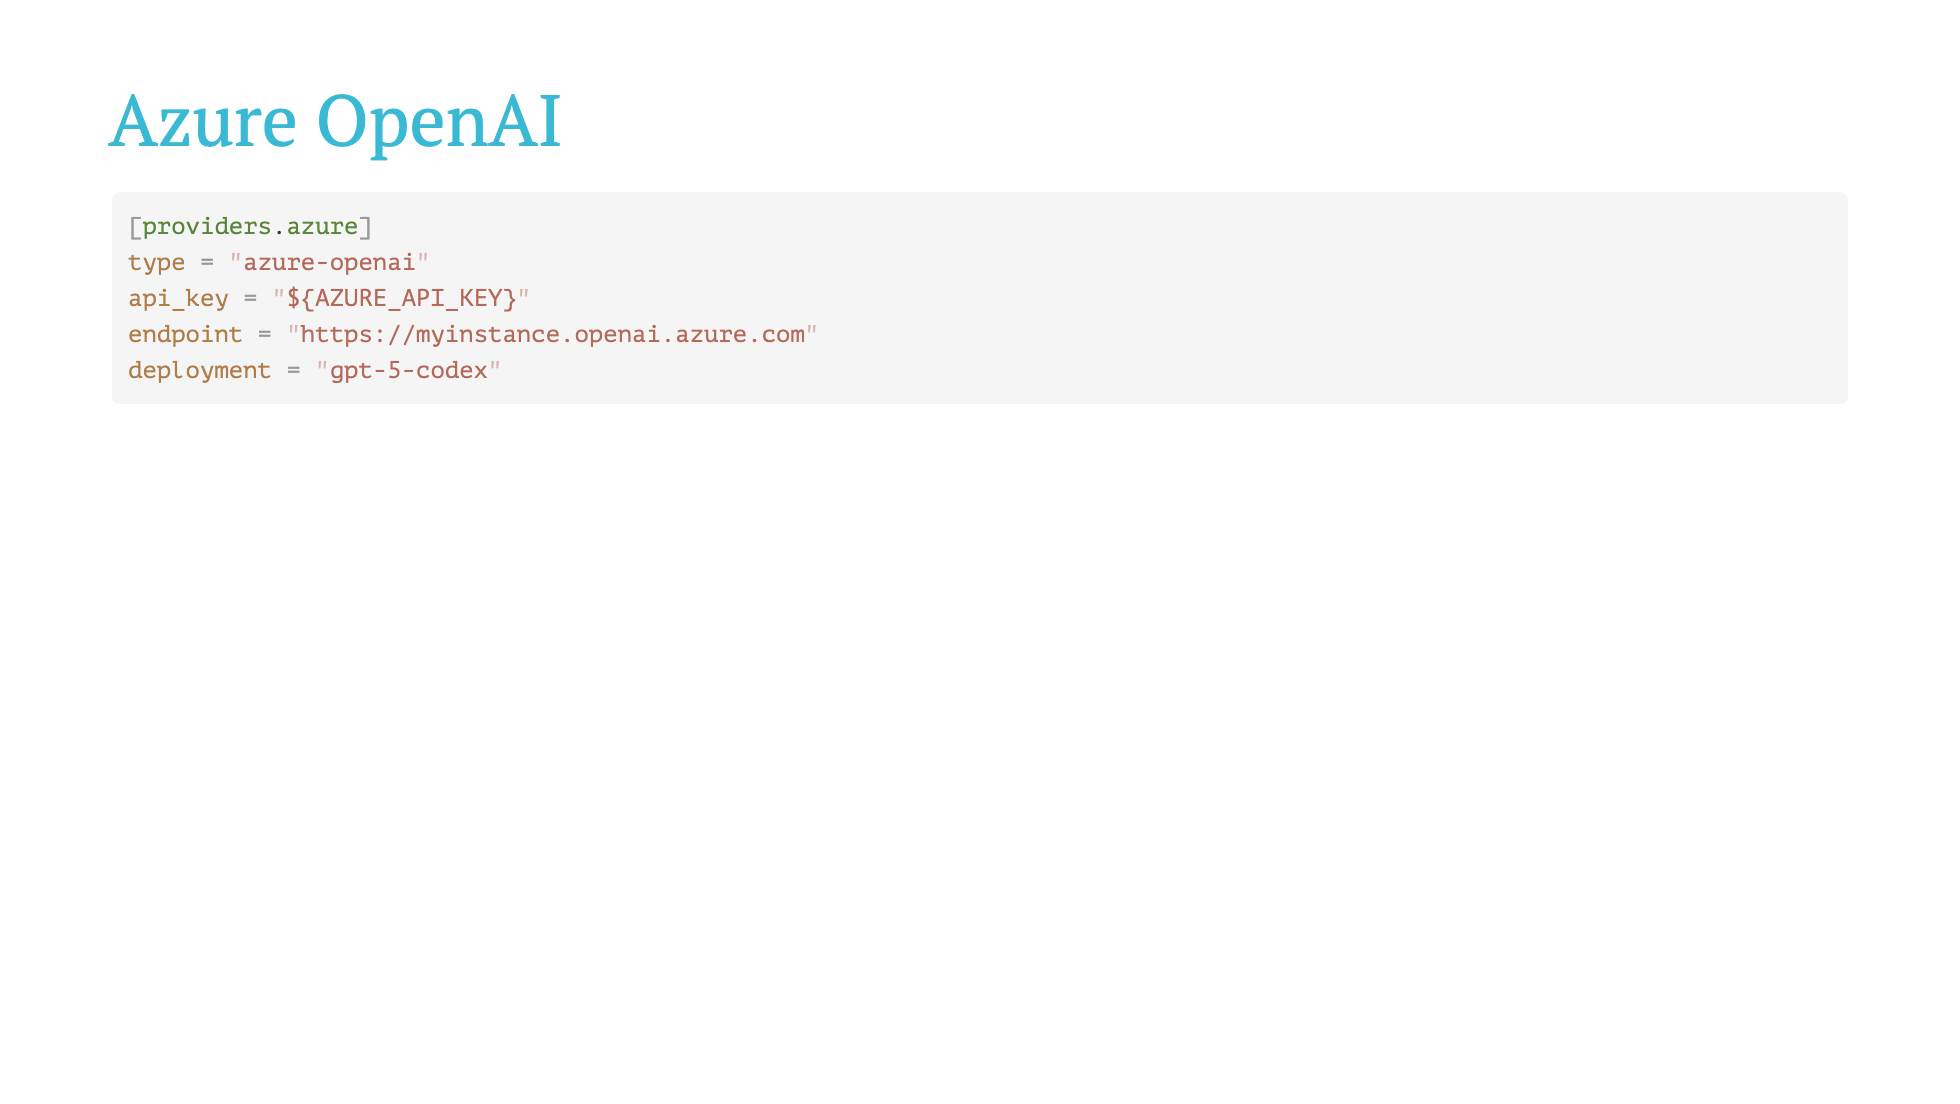 Azure OpenAI
[providers.azure]
type = "azure-openai"
api_key = "${AZURE_API_KEY}"
endpoint = "https://myinstance.openai.azure.com"
deployment = "gpt-5-codex"